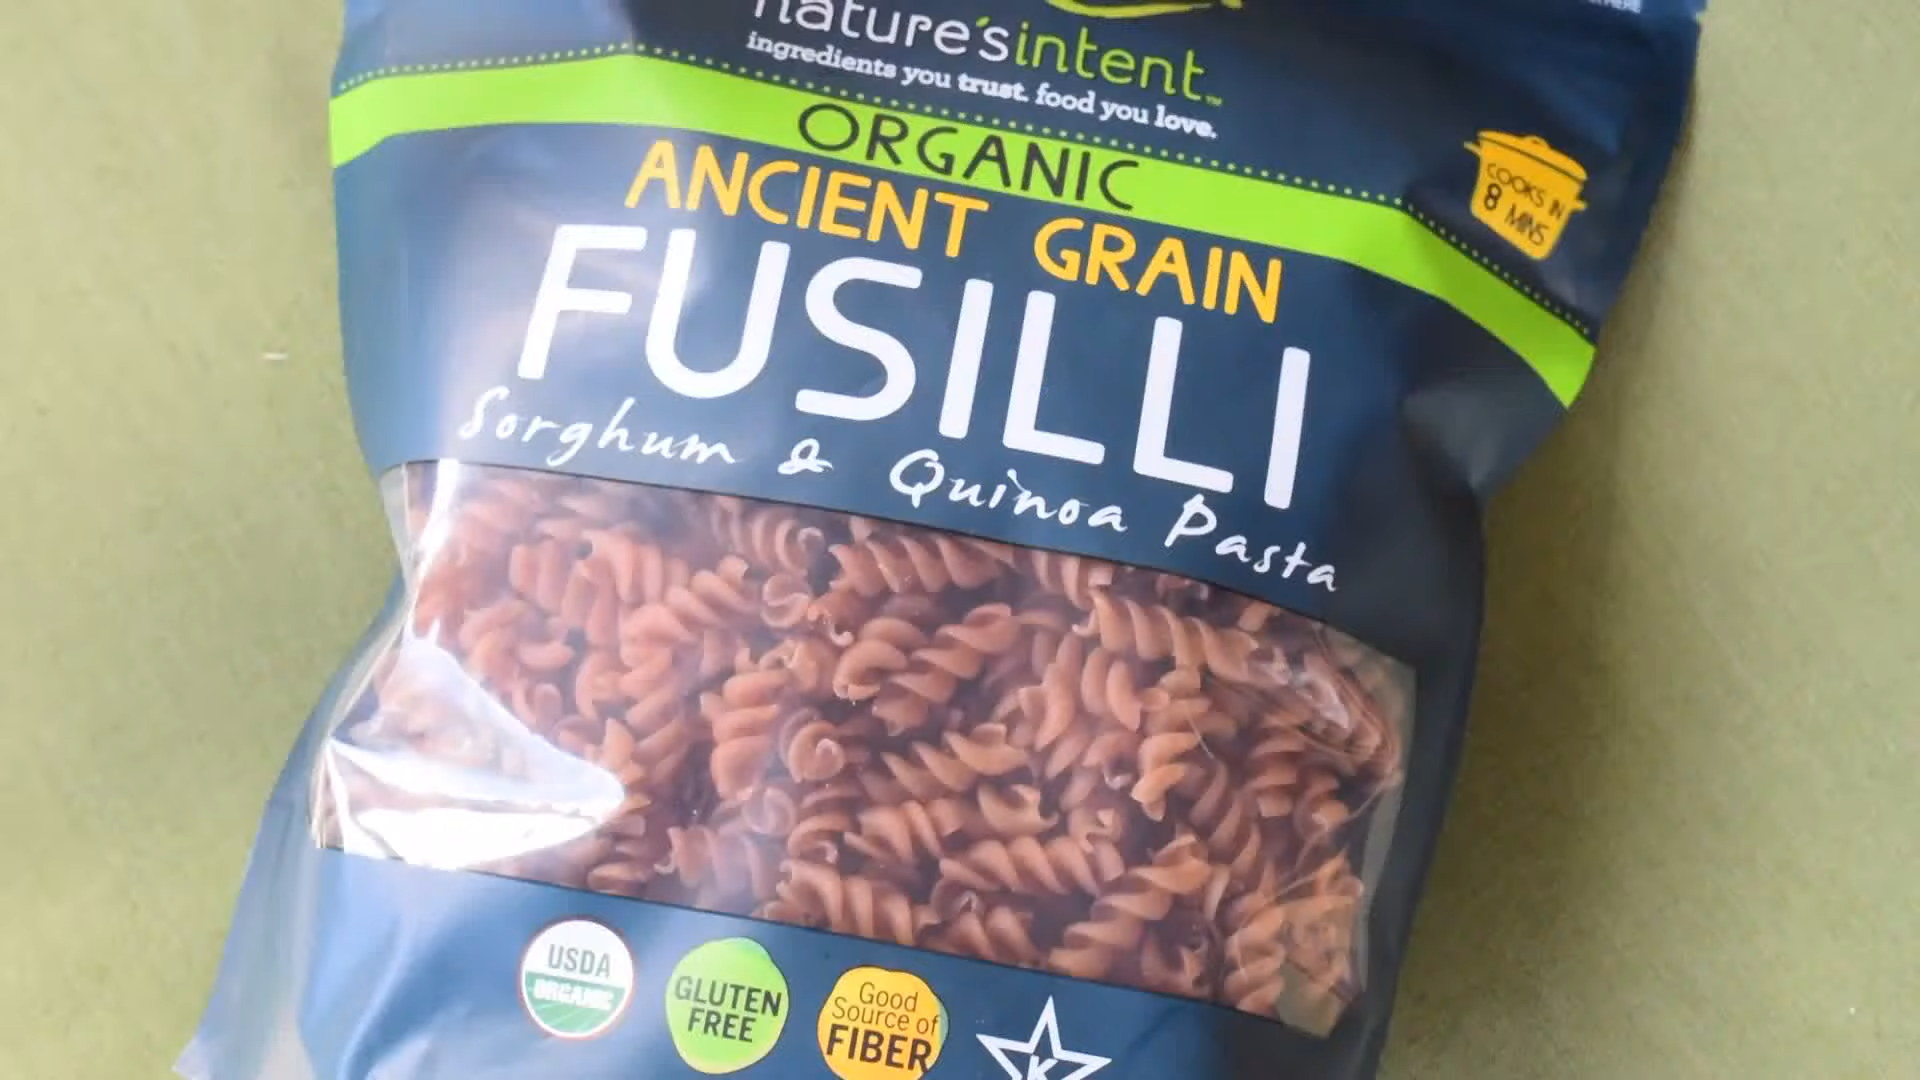 nature'sintent™
ingredients you trust. food you love.
ORGANIC
ANCIENT GRAIN
FUSILLI
Sorghum & Quinoa Pasta
COOKS IN
8 MINS
USDA
ORGANIC
GLUTEN
FREE
Good
Source of
FIBER
K